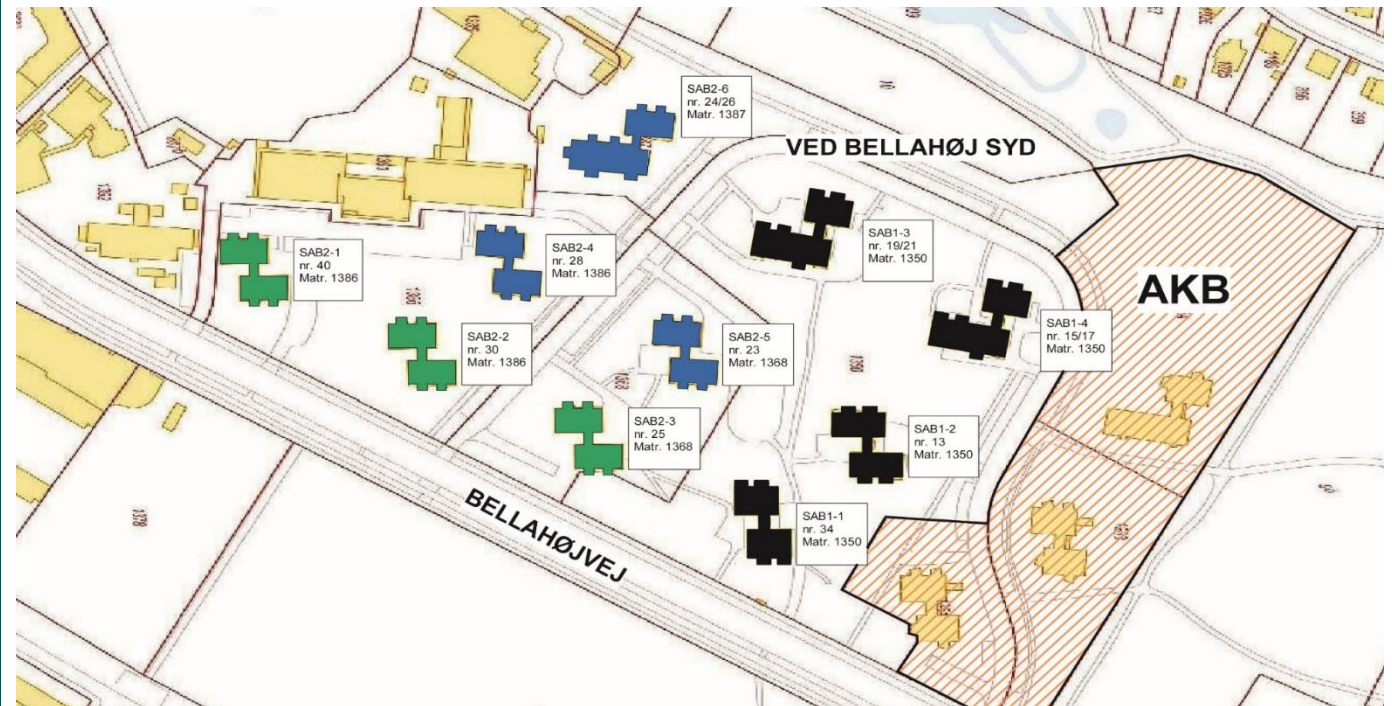 SAB2-6
nr. 24/26
Matr. 1387
VED BELLAHØJ SYD
SAB2-1
nr. 40
Matr. 1386
SAB2-4
nr. 28
Matr. 1386
SAB1-3
nr. 19/21
Matr. 1350
AKB
SAB2-2
nr. 30
Matr. 1386
SAB2-5
nr. 23
Matr. 1368
SAB1-4
nr. 15/17
Matr. 1350
SAB2-3
nr. 25
Matr. 1368
SAB1-2
nr. 13
Matr. 1350
SAB1-1
nr. 34
Matr. 1350
BELLAHØJVEJ